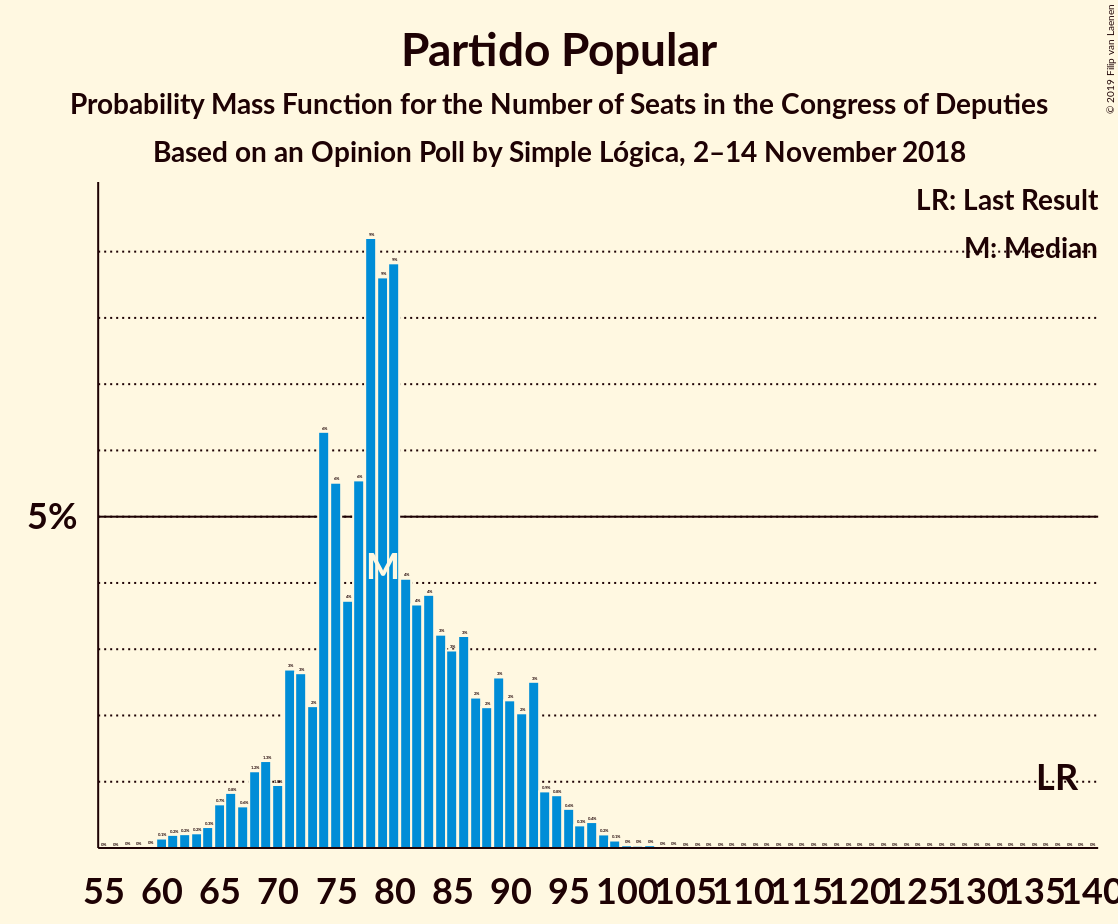 Partido Popular
Probability Mass Function for the Number of Seats in the Congress of Deputies
Based on an Opinion Poll by Simple Lógica, 2–14 November 2018
© 2019 Filip van Laenen
LR: Last Result
M: Median
5%
M
LR
55 60 65 70 75 80 85 90 95 100 105 110 115 120 125 130 135 140